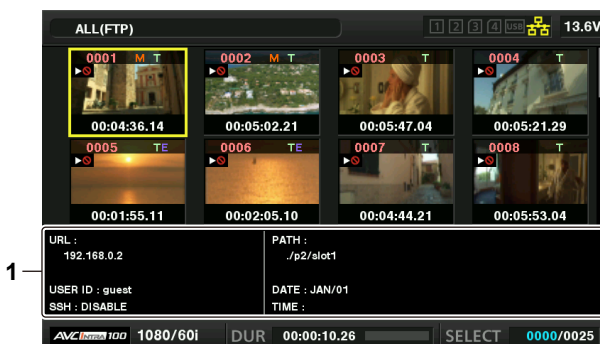 ALL(FTP)
1 2 3 4 USB 13.6V
0001 M T
0002 M T
0003 T
0004 T
00:04:36.14
00:05:02.21
00:05:47.04
00:05:21.29
0005 TE
0006 TE
0007 T
0008 T
00:01:55.11
00:02:05.10
00:04:44.21
00:05:53.04
1
URL :
192.168.0.2
USER ID : guest
SSH : DISABLE
PATH :
./p2/slot1
DATE : JAN/01
TIME :
AVC INTRA 100 1080/60i DUR 00:00:10.26 SELECT 0000/0025